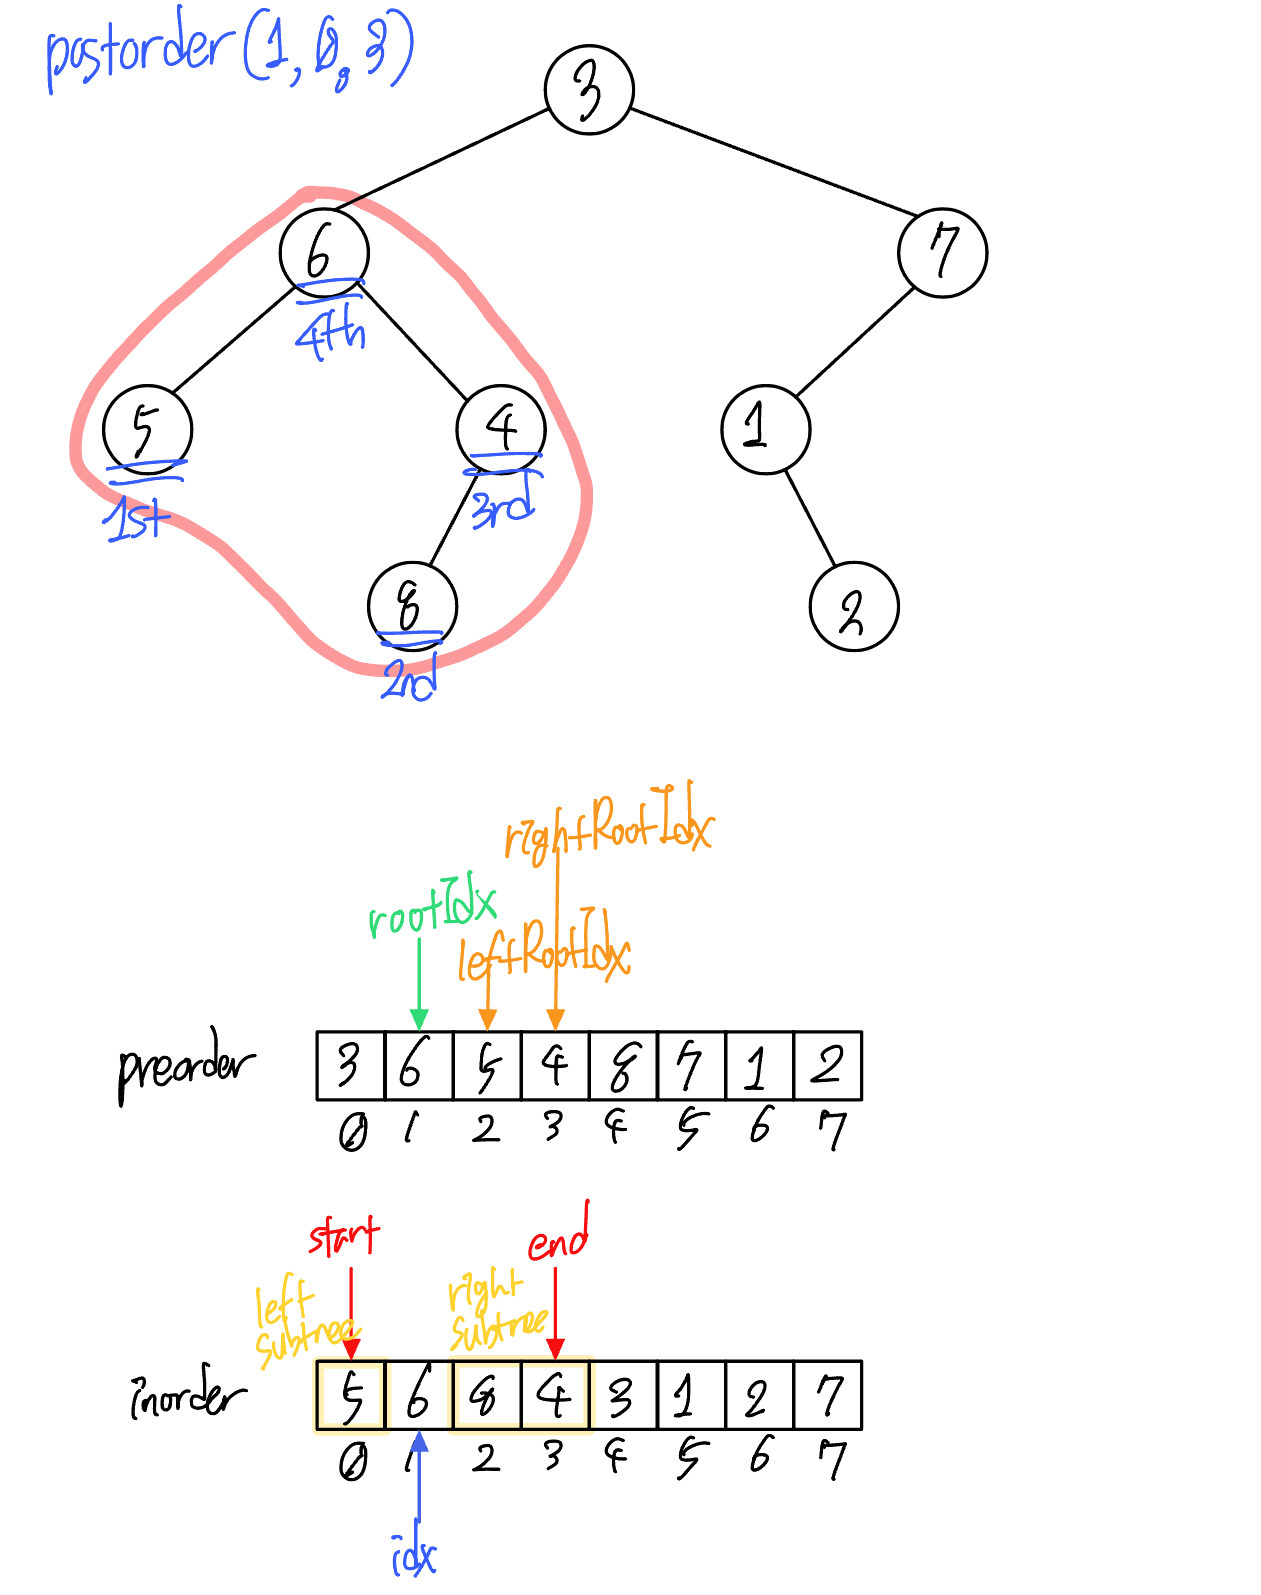 postorder(1, 0, 3)
3
6
7
4th
5
4
1
1st
3rd
8
2
2rd
rightRootIdx
rootIdx
leftRootIdx
preorder 3 6 5 4 8 7 1 2
0 1 2 3 4 5 6 7
start end
left subtree
right subtree
inorder 5 6 8 4 3 1 2 7
0 1 2 3 4 5 6 7
idx